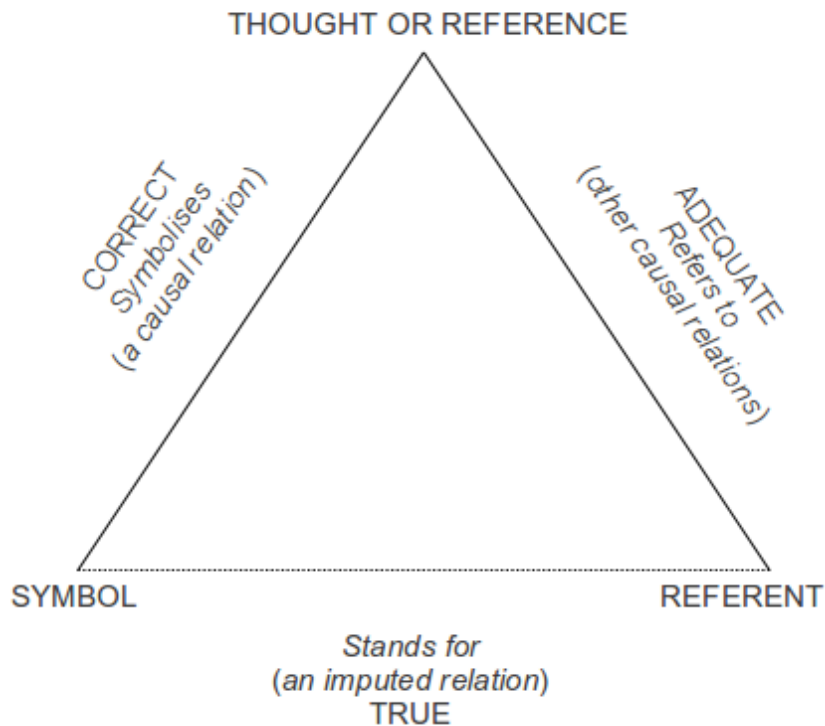 THOUGHT OR REFERENCE
CORRECT
Symbolises
(a causal relation)
ADEQUATE
Refers to
(other causal relations)
SYMBOL
REFERENT
Stands for
(an imputed relation)
TRUE